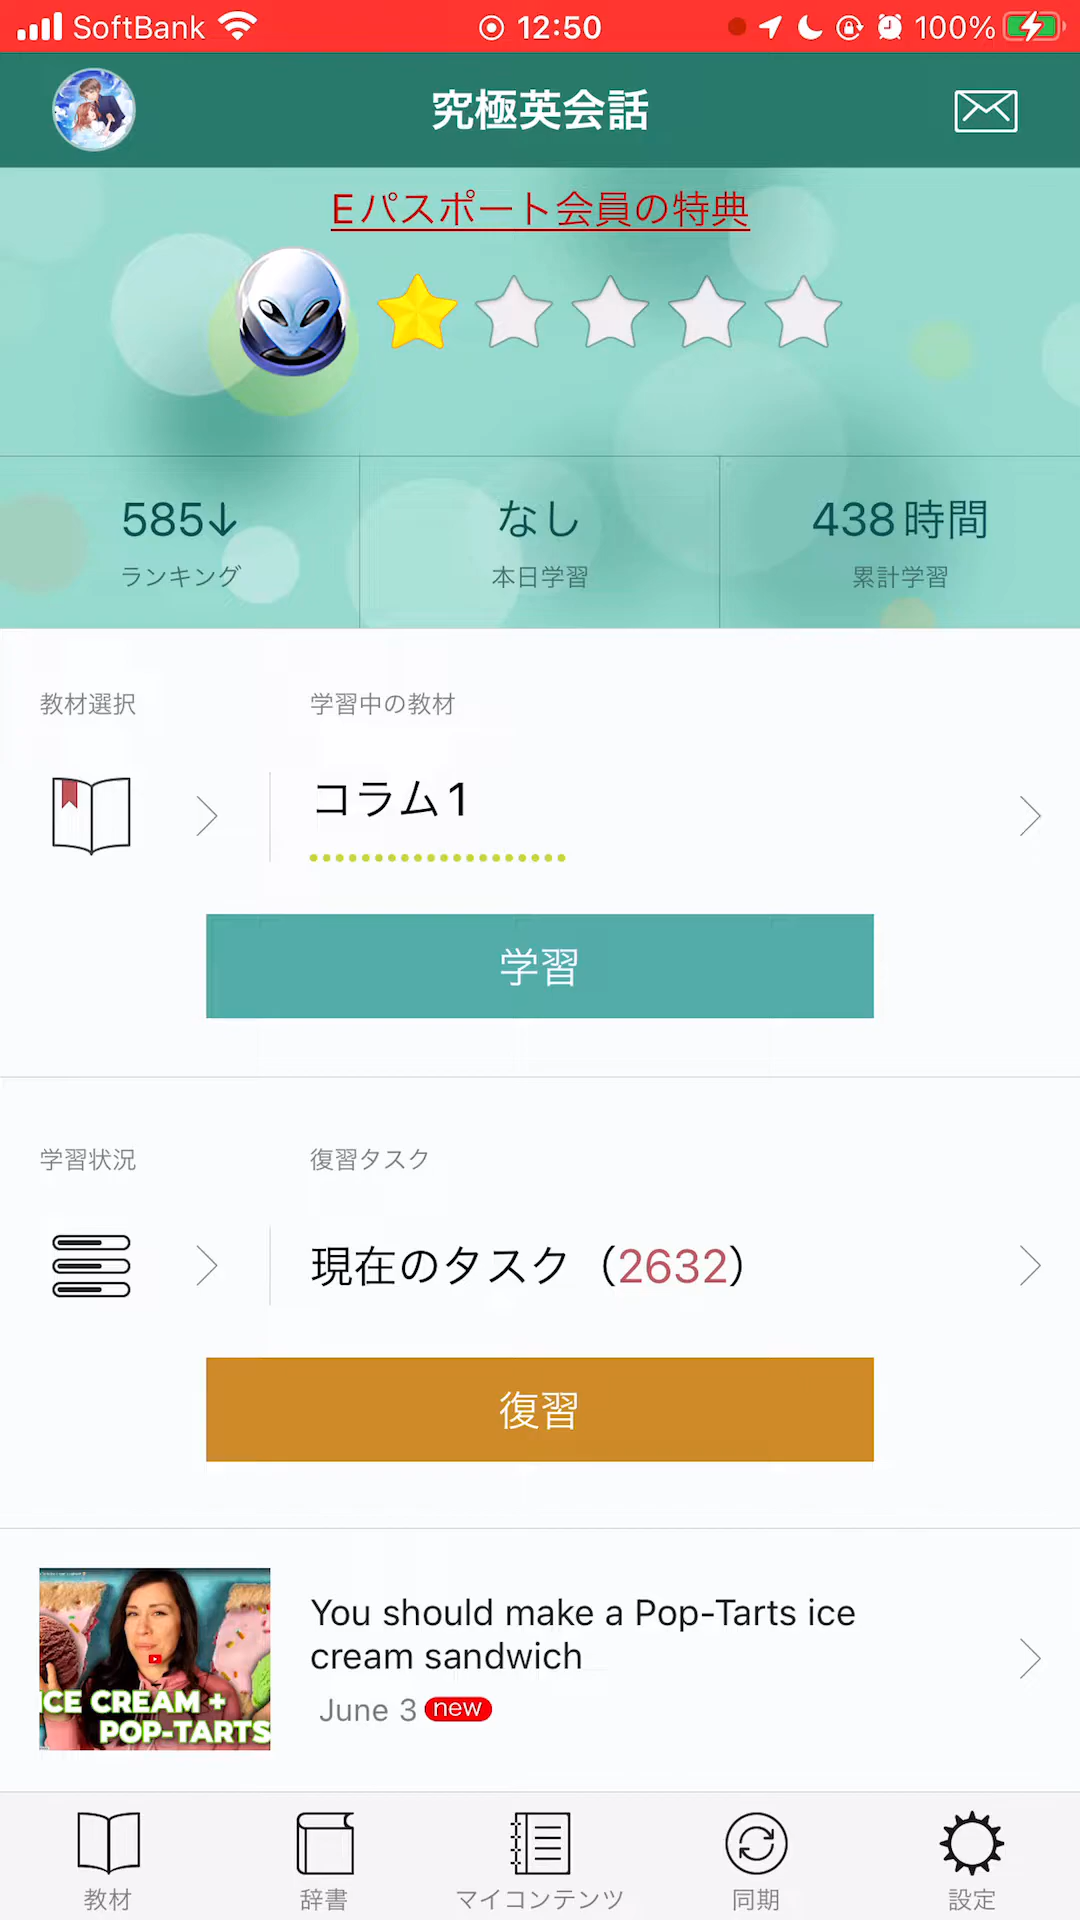 SoftBank 12:50 100%
究極英会話
Eパスポート会員の特典
585↓ なし 438時間
ランキング 本日学習 累計学習
教材選択 学習中の教材
コラム1
学習
学習状況 復習タスク
現在のタスク（2632）
復習
You should make a Pop-Tarts ice
cream sandwich
June 3 new
ICE CREAM +
POP-TARTS
教材 辞書 マイコンテンツ 同期 設定